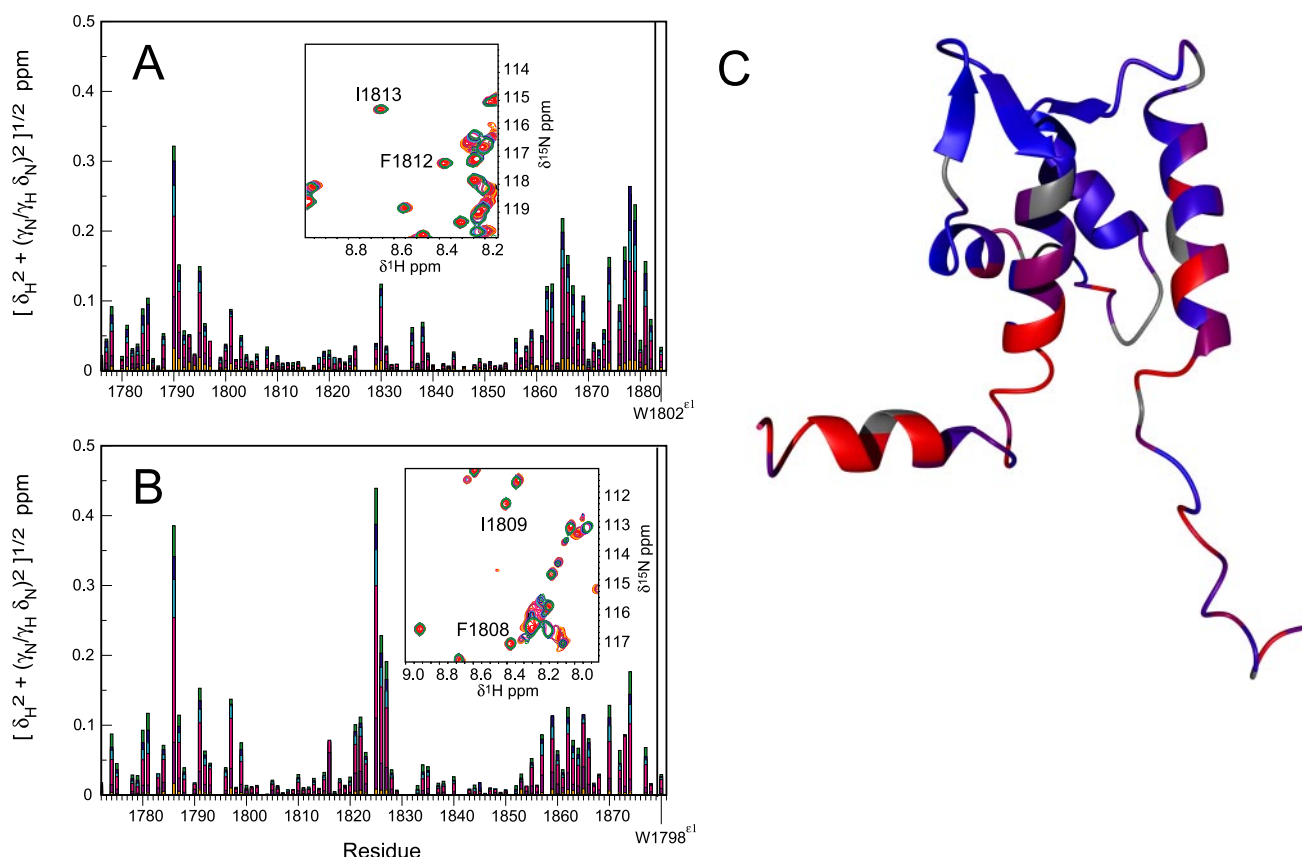 A
[ δH² + (γN/γH δN)² ]1/2 ppm
0.5
0.4
0.3
0.2
0.1
0
1780 1790 1800 1810 1820 1830 1840 1850 1860 1870 1880
W1802ε1
I1813
F1812
114
115
116
117
118
119
δ15N ppm
8.8 8.6 8.4 8.2
δ1H ppm
B
[ δH² + (γN/γH δN)² ]1/2 ppm
0.5
0.4
0.3
0.2
0.1
0
1780 1790 1800 1810 1820 1830 1840 1850 1860 1870
W1798ε1
Residue
I1809
F1808
112
113
114
115
116
117
δ15N ppm
9.0 8.8 8.6 8.4 8.2 8.0
δ1H ppm
C